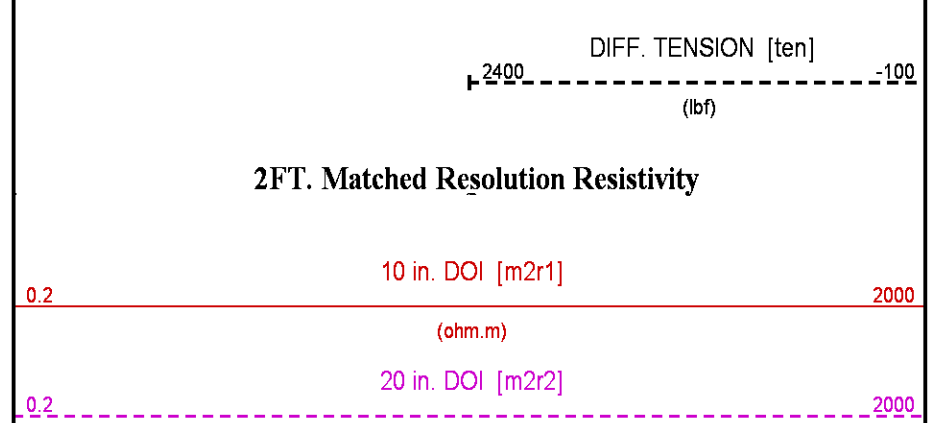 DIFF. TENSION [ten]
2400 -100
(lbf)
2FT. Matched Resolution Resistivity
10 in. DOI [m2r1]
0.2 2000
(ohm.m)
20 in. DOI [m2r2]
0.2 2000